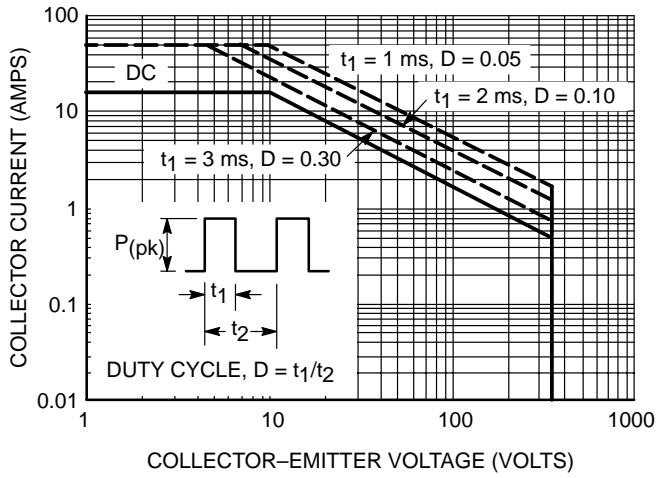 100
10
1
0.1
0.01
COLLECTOR CURRENT (AMPS)
DC
t1 = 1 ms, D = 0.05
t1 = 2 ms, D = 0.10
t1 = 3 ms, D = 0.30
P(pk)
t1
t2
DUTY CYCLE, D = t1/t2
1
10
100
1000
COLLECTOR–EMITTER VOLTAGE (VOLTS)